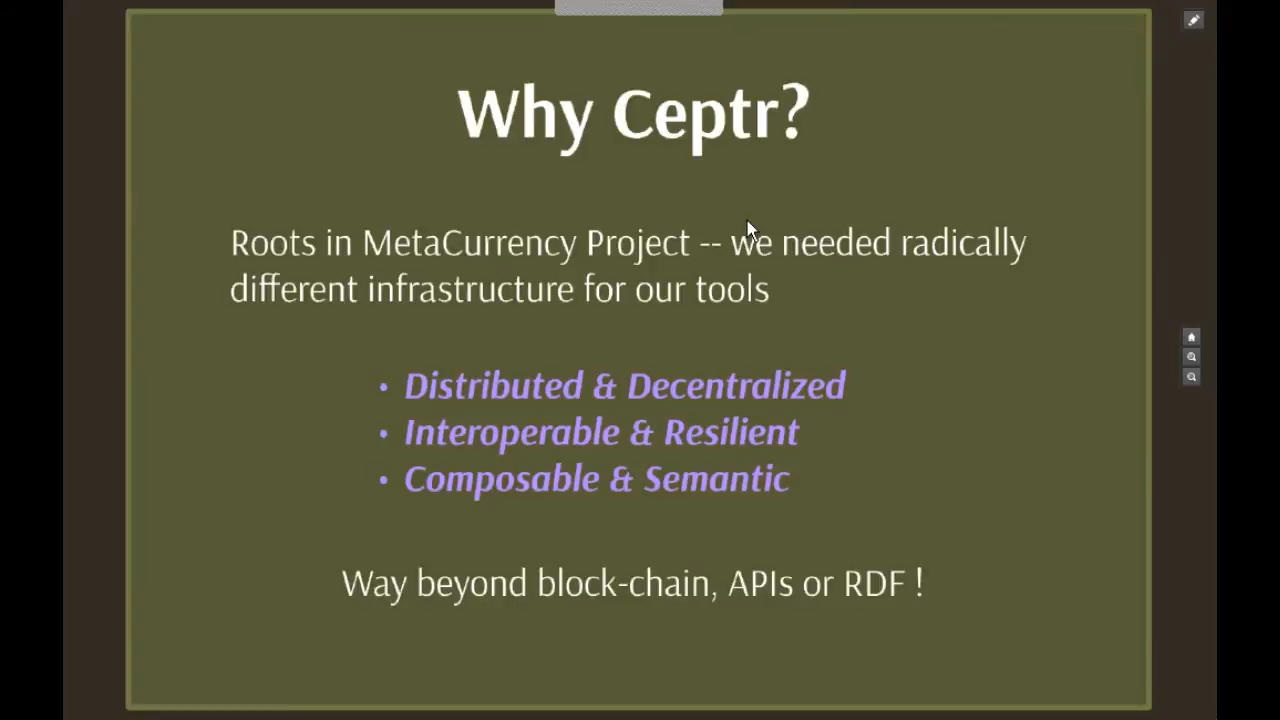 Why Ceptr?
Roots in MetaCurrency Project -- we needed radically
different infrastructure for our tools
• Distributed & Decentralized
• Interoperable & Resilient
• Composable & Semantic
Way beyond block-chain, APIs or RDF !